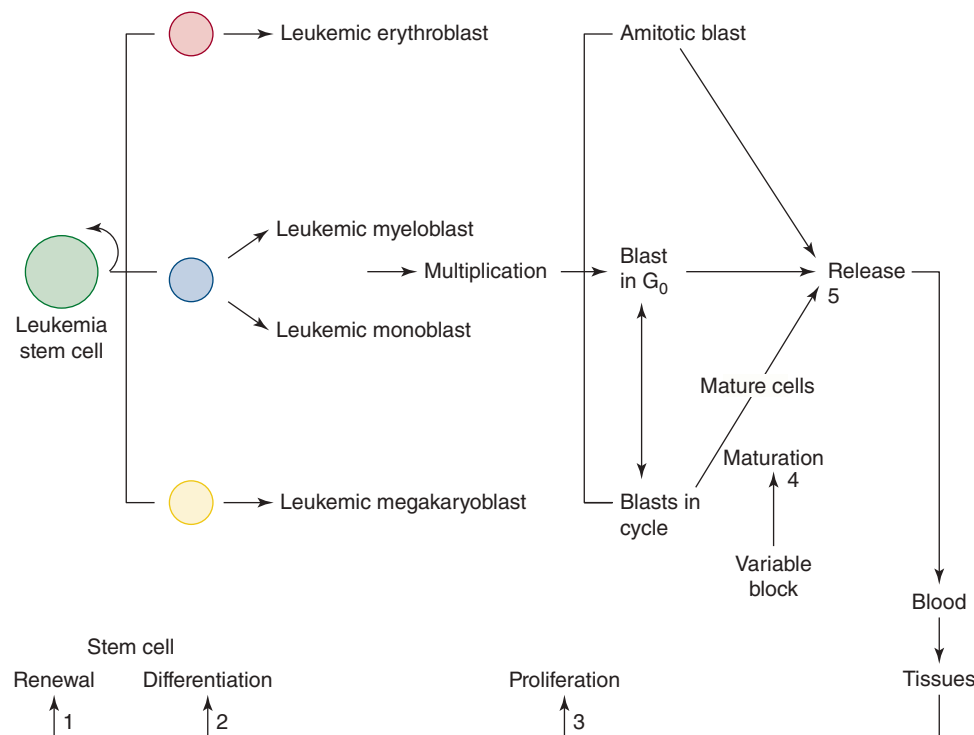 Leukemic erythroblast
Amitotic blast
Leukemic myeloblast
Leukemia
stem cell
Multiplication
Blast
in G₀
Release
5
Leukemic monoblast
Mature cells
Maturation
4
Leukemic megakaryoblast
Blasts in
cycle
Variable
block
Blood
Stem cell
Renewal
Differentiation
Proliferation
Tissues
1
2
3